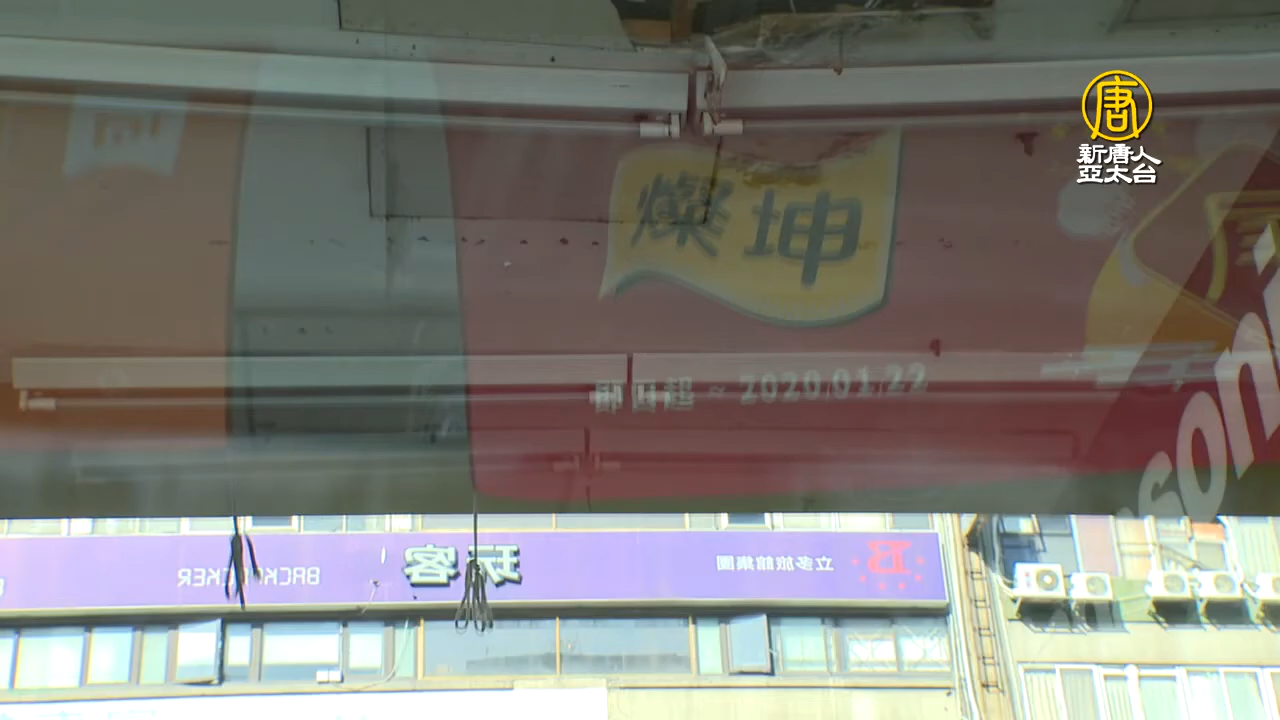 唐
新唐人
亞太台
燦坤
即日起~2020/01/22
soni
玩客
立多旅館集團